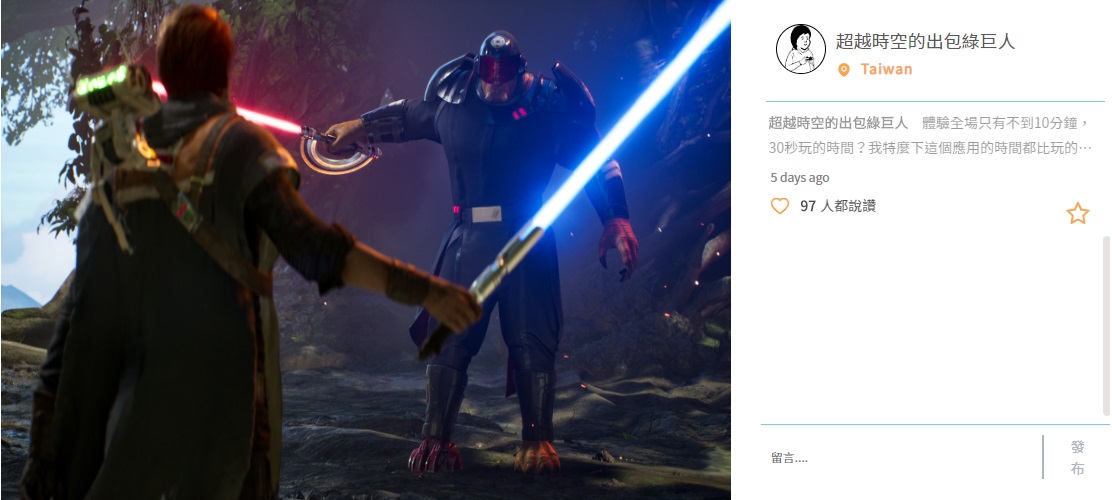 超越時空的出包綠巨人
Taiwan
超越時空的出包綠巨人 體驗全場只有不到10分鐘，
30秒玩的時間？我特麼下這個應用的時間都比玩的…
5 days ago
97 人都說讚
留言....
發
布